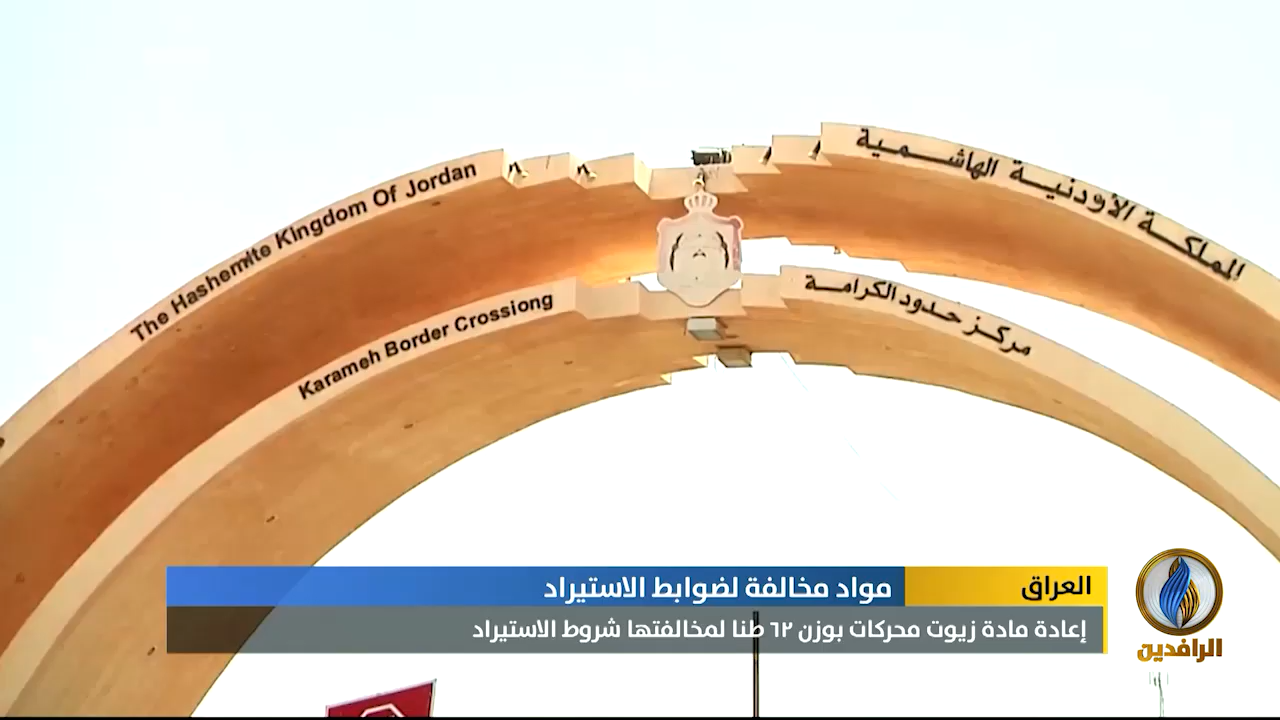 The Hashemite Kingdom Of Jordan
المملكة الأردنية الهاشمية
Karameh Border Crossiong
مركز حدود الكرامة
العراق
مواد مخالفة لضوابط الاستيراد
إعادة مادة زيوت محركات بوزن ٦٢ طنا لمخالفتها شروط الاستيراد
الرافدين